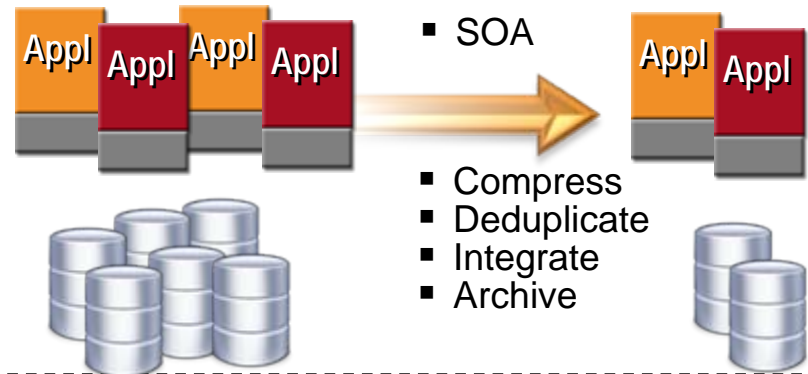 Appl
Appl
Appl
Appl
▪ SOA
Appl
Appl
▪ Compress
▪ Deduplicate
▪ Integrate
▪ Archive